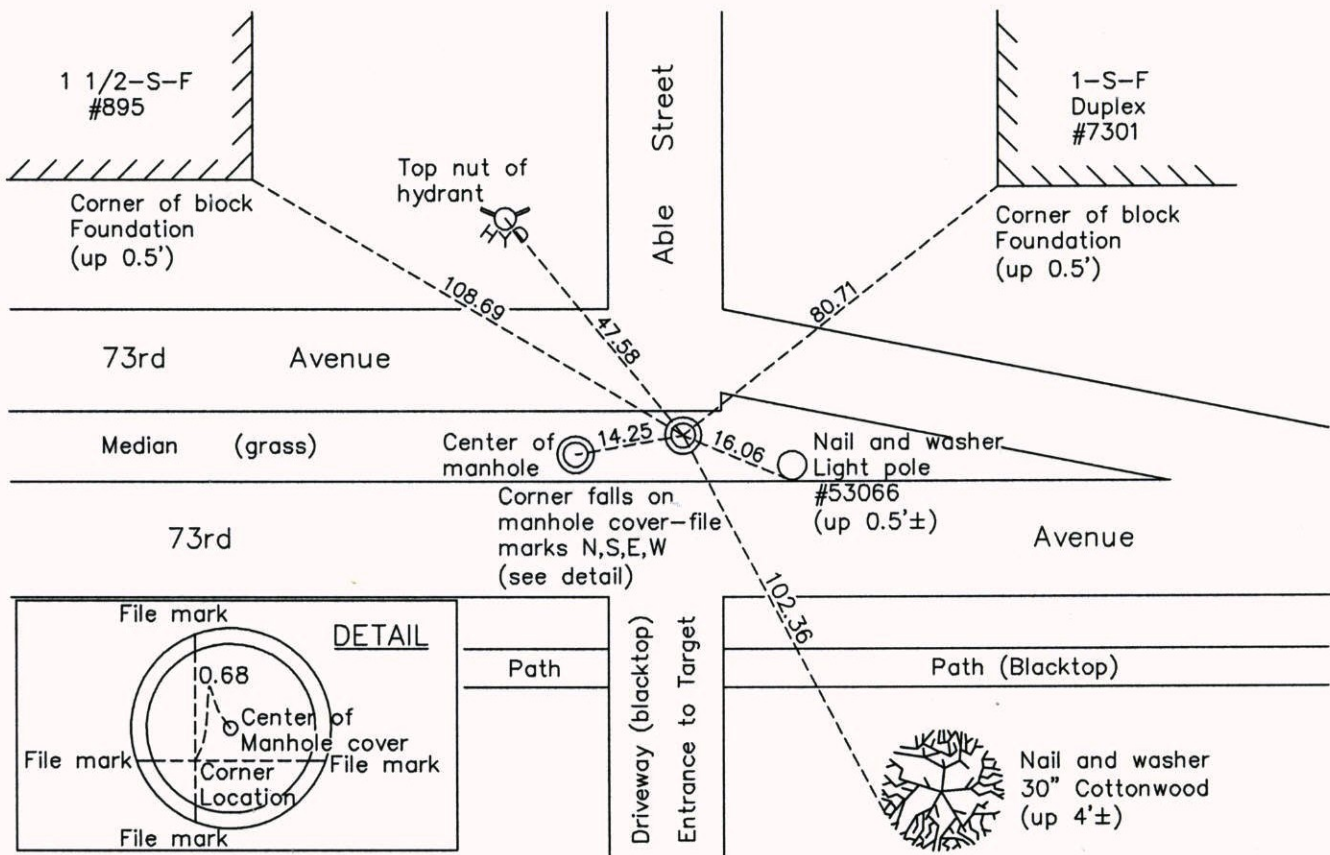 1 1/2-S-F
#895
Corner of biock
Foundation
(up 0.5')
Top nut of
hydrant
HYD
Able Street
1-S-F
Duplex
#7301
Corner of block
Foundation
(up 0.5')
108.69
47.58
80.71
73rd Avenue
Median (grass)
Center of
manhole
14.25
16.06
Nail and washer
Light pole
#53066
(up 0.5'±)
Corner falls on
manhole cover-file
marks N,S,E,W
(see detail)
73rd
Avenue
102.36
DETAIL
File mark
0.68
Center of
Manhole cover
File mark
File mark
Corner
Location
File mark
Path
Driveway (blacktop)
Entrance to Target
Path (Blacktop)
Nail and washer
30" Cottonwood
(up 4'±)